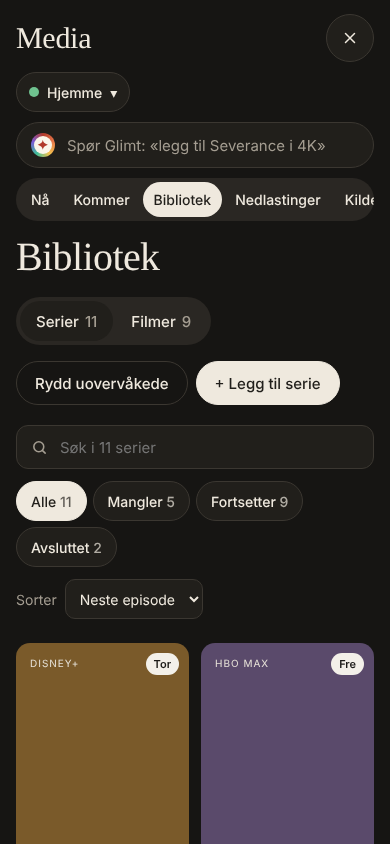 Media
Hjemme ▾
Spør Glimt: «legg til Severance i 4K»
Nå Kommer Bibliotek Nedlastinger Kilde
Bibliotek
Serier 11 Filmer 9
Rydd uovervåkede + Legg til serie
Søk i 11 serier
Alle 11 Mangler 5 Fortsetter 9
Avsluttet 2
Sorter Neste episode
DISNEY+ Tor HBO MAX Fre